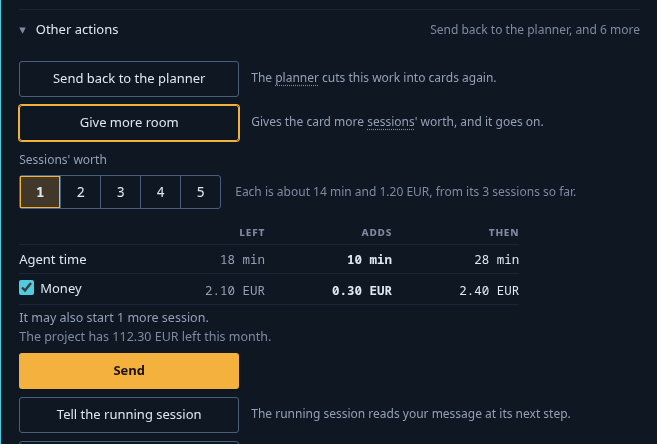 ▼ Other actions Send back to the planner, and 6 more
Send back to the planner The planner cuts this work into cards again.
Give more room Gives the card more sessions' worth, and it goes on.
Sessions' worth
1 2 3 4 5 Each is about 14 min and 1.20 EUR, from its 3 sessions so far.
LEFT ADDS THEN
Agent time 18 min 10 min 28 min
Money 2.10 EUR 0.30 EUR 2.40 EUR
It may also start 1 more session.
The project has 112.30 EUR left this month.
Send
Tell the running session The running session reads your message at its next step.